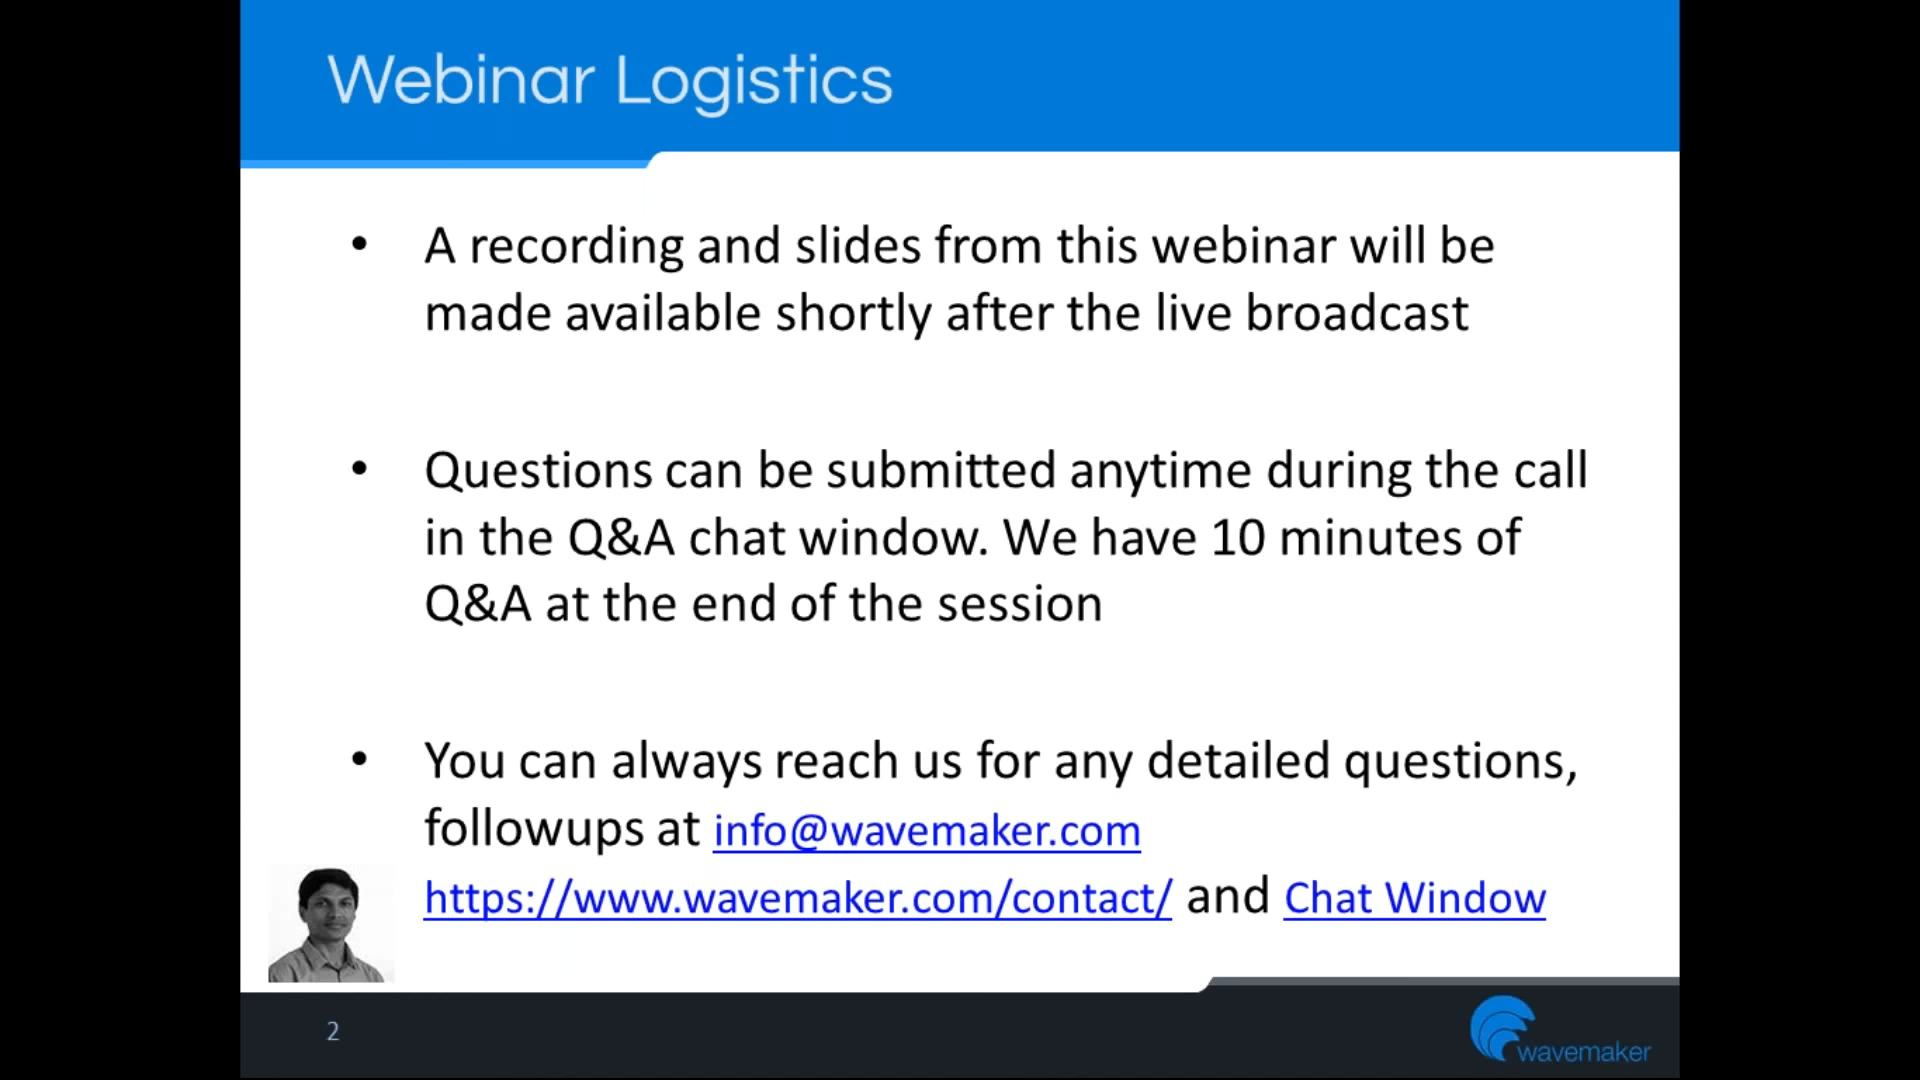 Webinar Logistics
• A recording and slides from this webinar will be
made available shortly after the live broadcast
• Questions can be submitted anytime during the call
in the Q&A chat window. We have 10 minutes of
Q&A at the end of the session
• You can always reach us for any detailed questions,
followups at info@wavemaker.com
https://www.wavemaker.com/contact/ and Chat Window
2
wavemaker